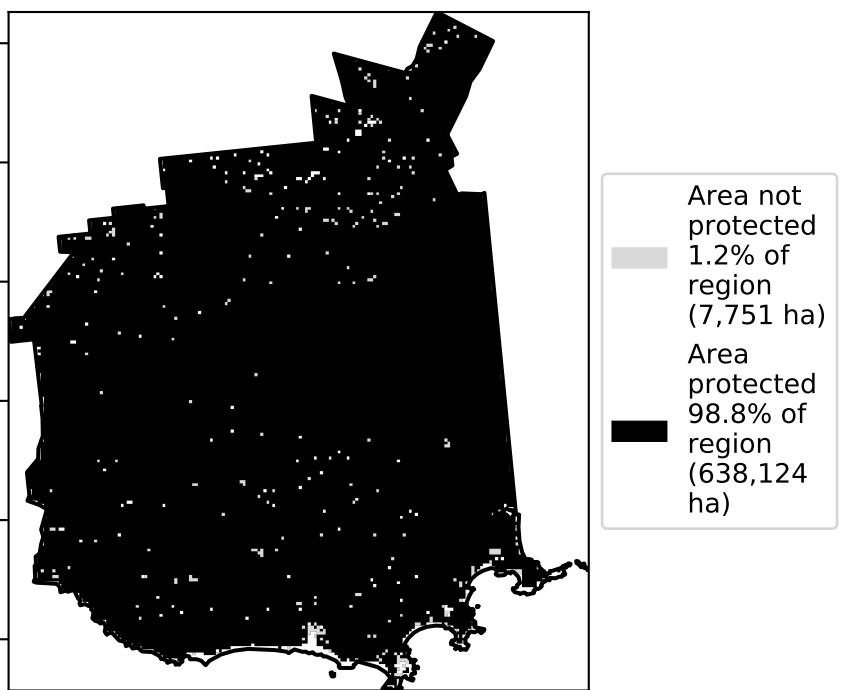 Area not
protected
1.2% of
region
(7,751 ha)
Area
protected
98.8% of
region
(638,124
ha)